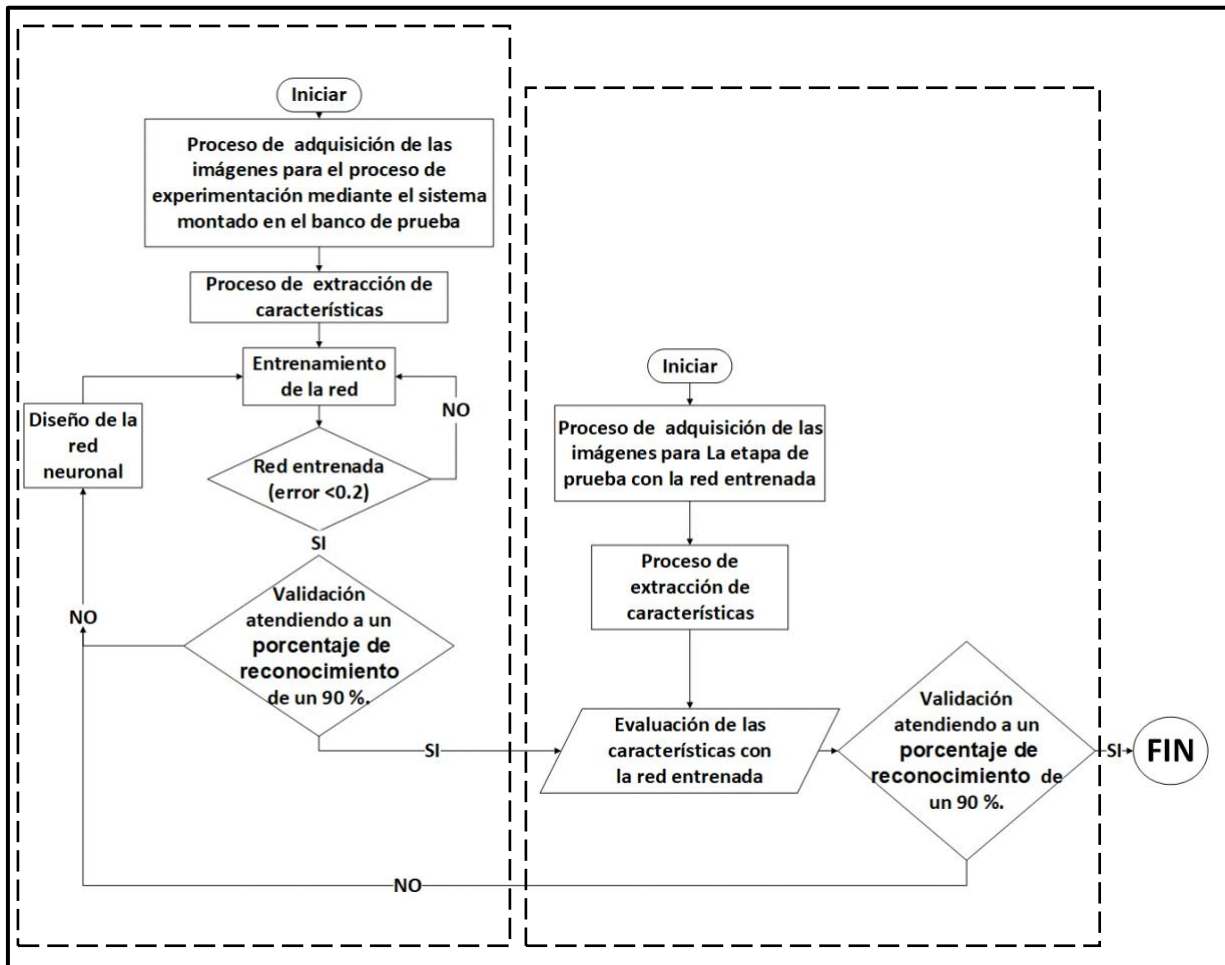 Iniciar
Proceso de adquisición de las
imágenes para el proceso de
experimentación mediante el sistema
montado en el banco de prueba
Proceso de extracción de
características
Entrenamiento
de la red
NO
Diseño de la
red
neuronal
Red entrenada
(error <0.2)
SI
NO
Validación
atendiendo a un
porcentaje de
reconocimiento
de un 90 %.
SI
Iniciar
Proceso de adquisición de las
imágenes para La etapa de
prueba con la red entrenada
Proceso de
extracción de
características
Evaluación de las
características con
la red entrenada
Validación
atendiendo a un
porcentaje de
reconocimiento de
un 90 %.
SI
FIN
NO